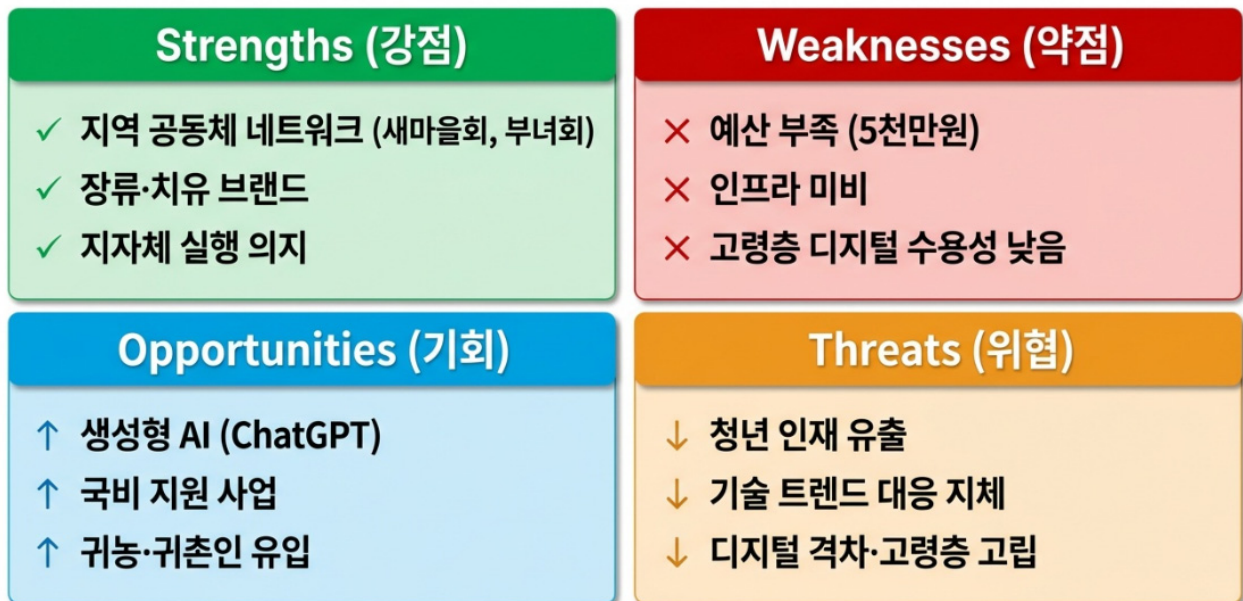 Strengths (강점)
✓ 지역 공동체 네트워크 (새마을회, 부녀회)
✓ 장류·치유 브랜드
✓ 지자체 실행 의지
Weaknesses (약점)
✕ 예산 부족 (5천만원)
✕ 인프라 미비
✕ 고령층 디지털 수용성 낮음
Opportunities (기회)
↑ 생성형 AI (ChatGPT)
↑ 국비 지원 사업
↑ 귀농·귀촌인 유입
Threats (위협)
↓ 청년 인재 유출
↓ 기술 트렌드 대응 지체
↓ 디지털 격차·고령층 고립